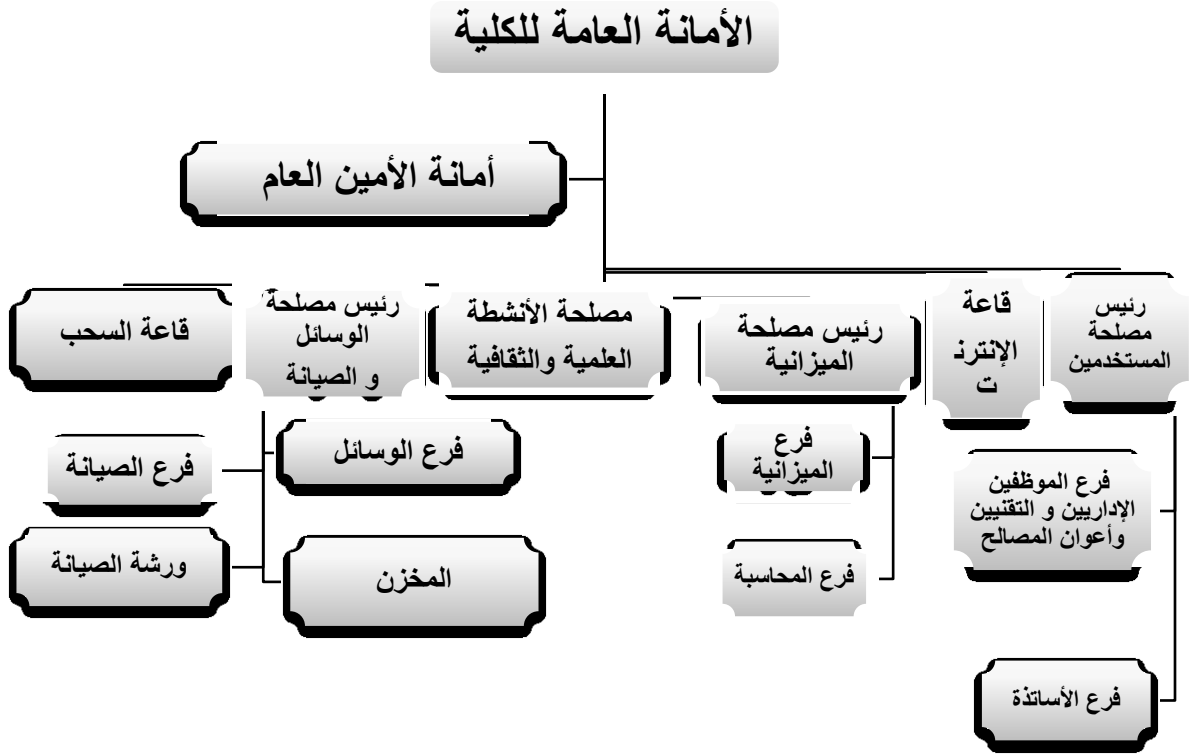 الأمانة العامة للكلية
أمانة الأمين العام
رئيس
مصلحة
المستخدمين
قاعة
الإنترذ
ت
رئيس مصلحة
الميزانية
مصلحة الأنشطة
العلمية والثقافية
رئيس مصلحة
الوسائل
و الصيانة
قاعة السحب
فرع الموظفين
الإداريين و التقنيين
وأعوان المصالح
فرع الأساتذة
فرع
الميزانية
فرع المحاسبة
فرع الوسائل
فرع الصيانة
المخزن
ورشة الصيانة